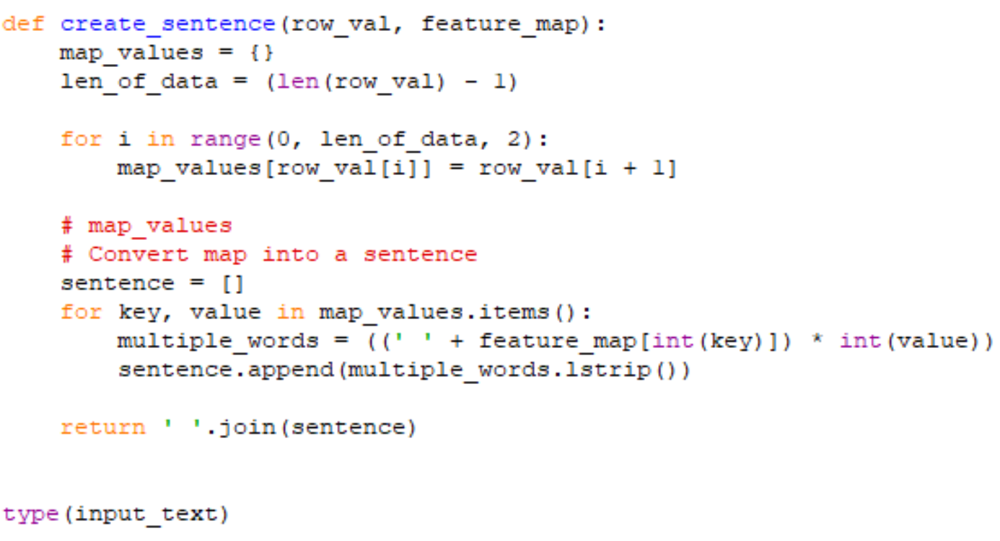 def create_sentence(row_val, feature_map):
    map_values = {}
    len_of_data = (len(row_val) - 1)

    for i in range(0, len_of_data, 2):
        map_values[row_val[i]] = row_val[i + 1]

    # map_values
    # Convert map into a sentence
    sentence = []
    for key, value in map_values.items():
        multiple_words = ((' ' + feature_map[int(key)]) * int(value))
        sentence.append(multiple_words.lstrip())

    return ' '.join(sentence)


type(input_text)